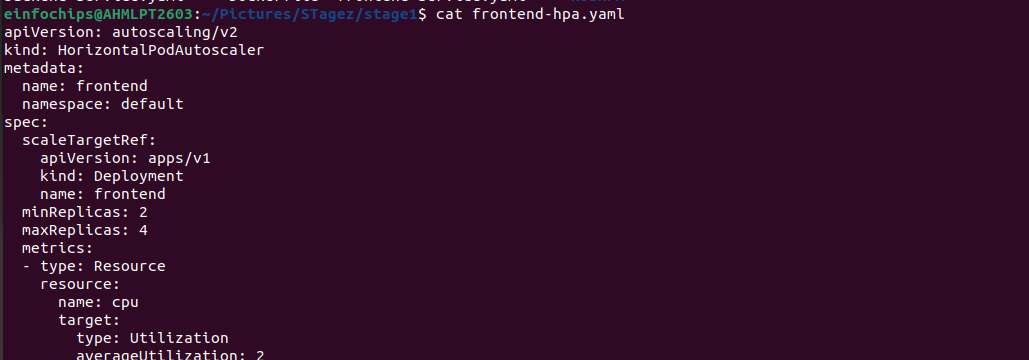 einfochips@AHMLPT2603:~/Pictures/STagez/stage1$ cat frontend-hpa.yaml
apiVersion: autoscaling/v2
kind: HorizontalPodAutoscaler
metadata:
  name: frontend
  namespace: default
spec:
  scaleTargetRef:
    apiVersion: apps/v1
    kind: Deployment
    name: frontend
  minReplicas: 2
  maxReplicas: 4
  metrics:
  - type: Resource
    resource:
      name: cpu
      target:
        type: Utilization
        averageUtilization: 2